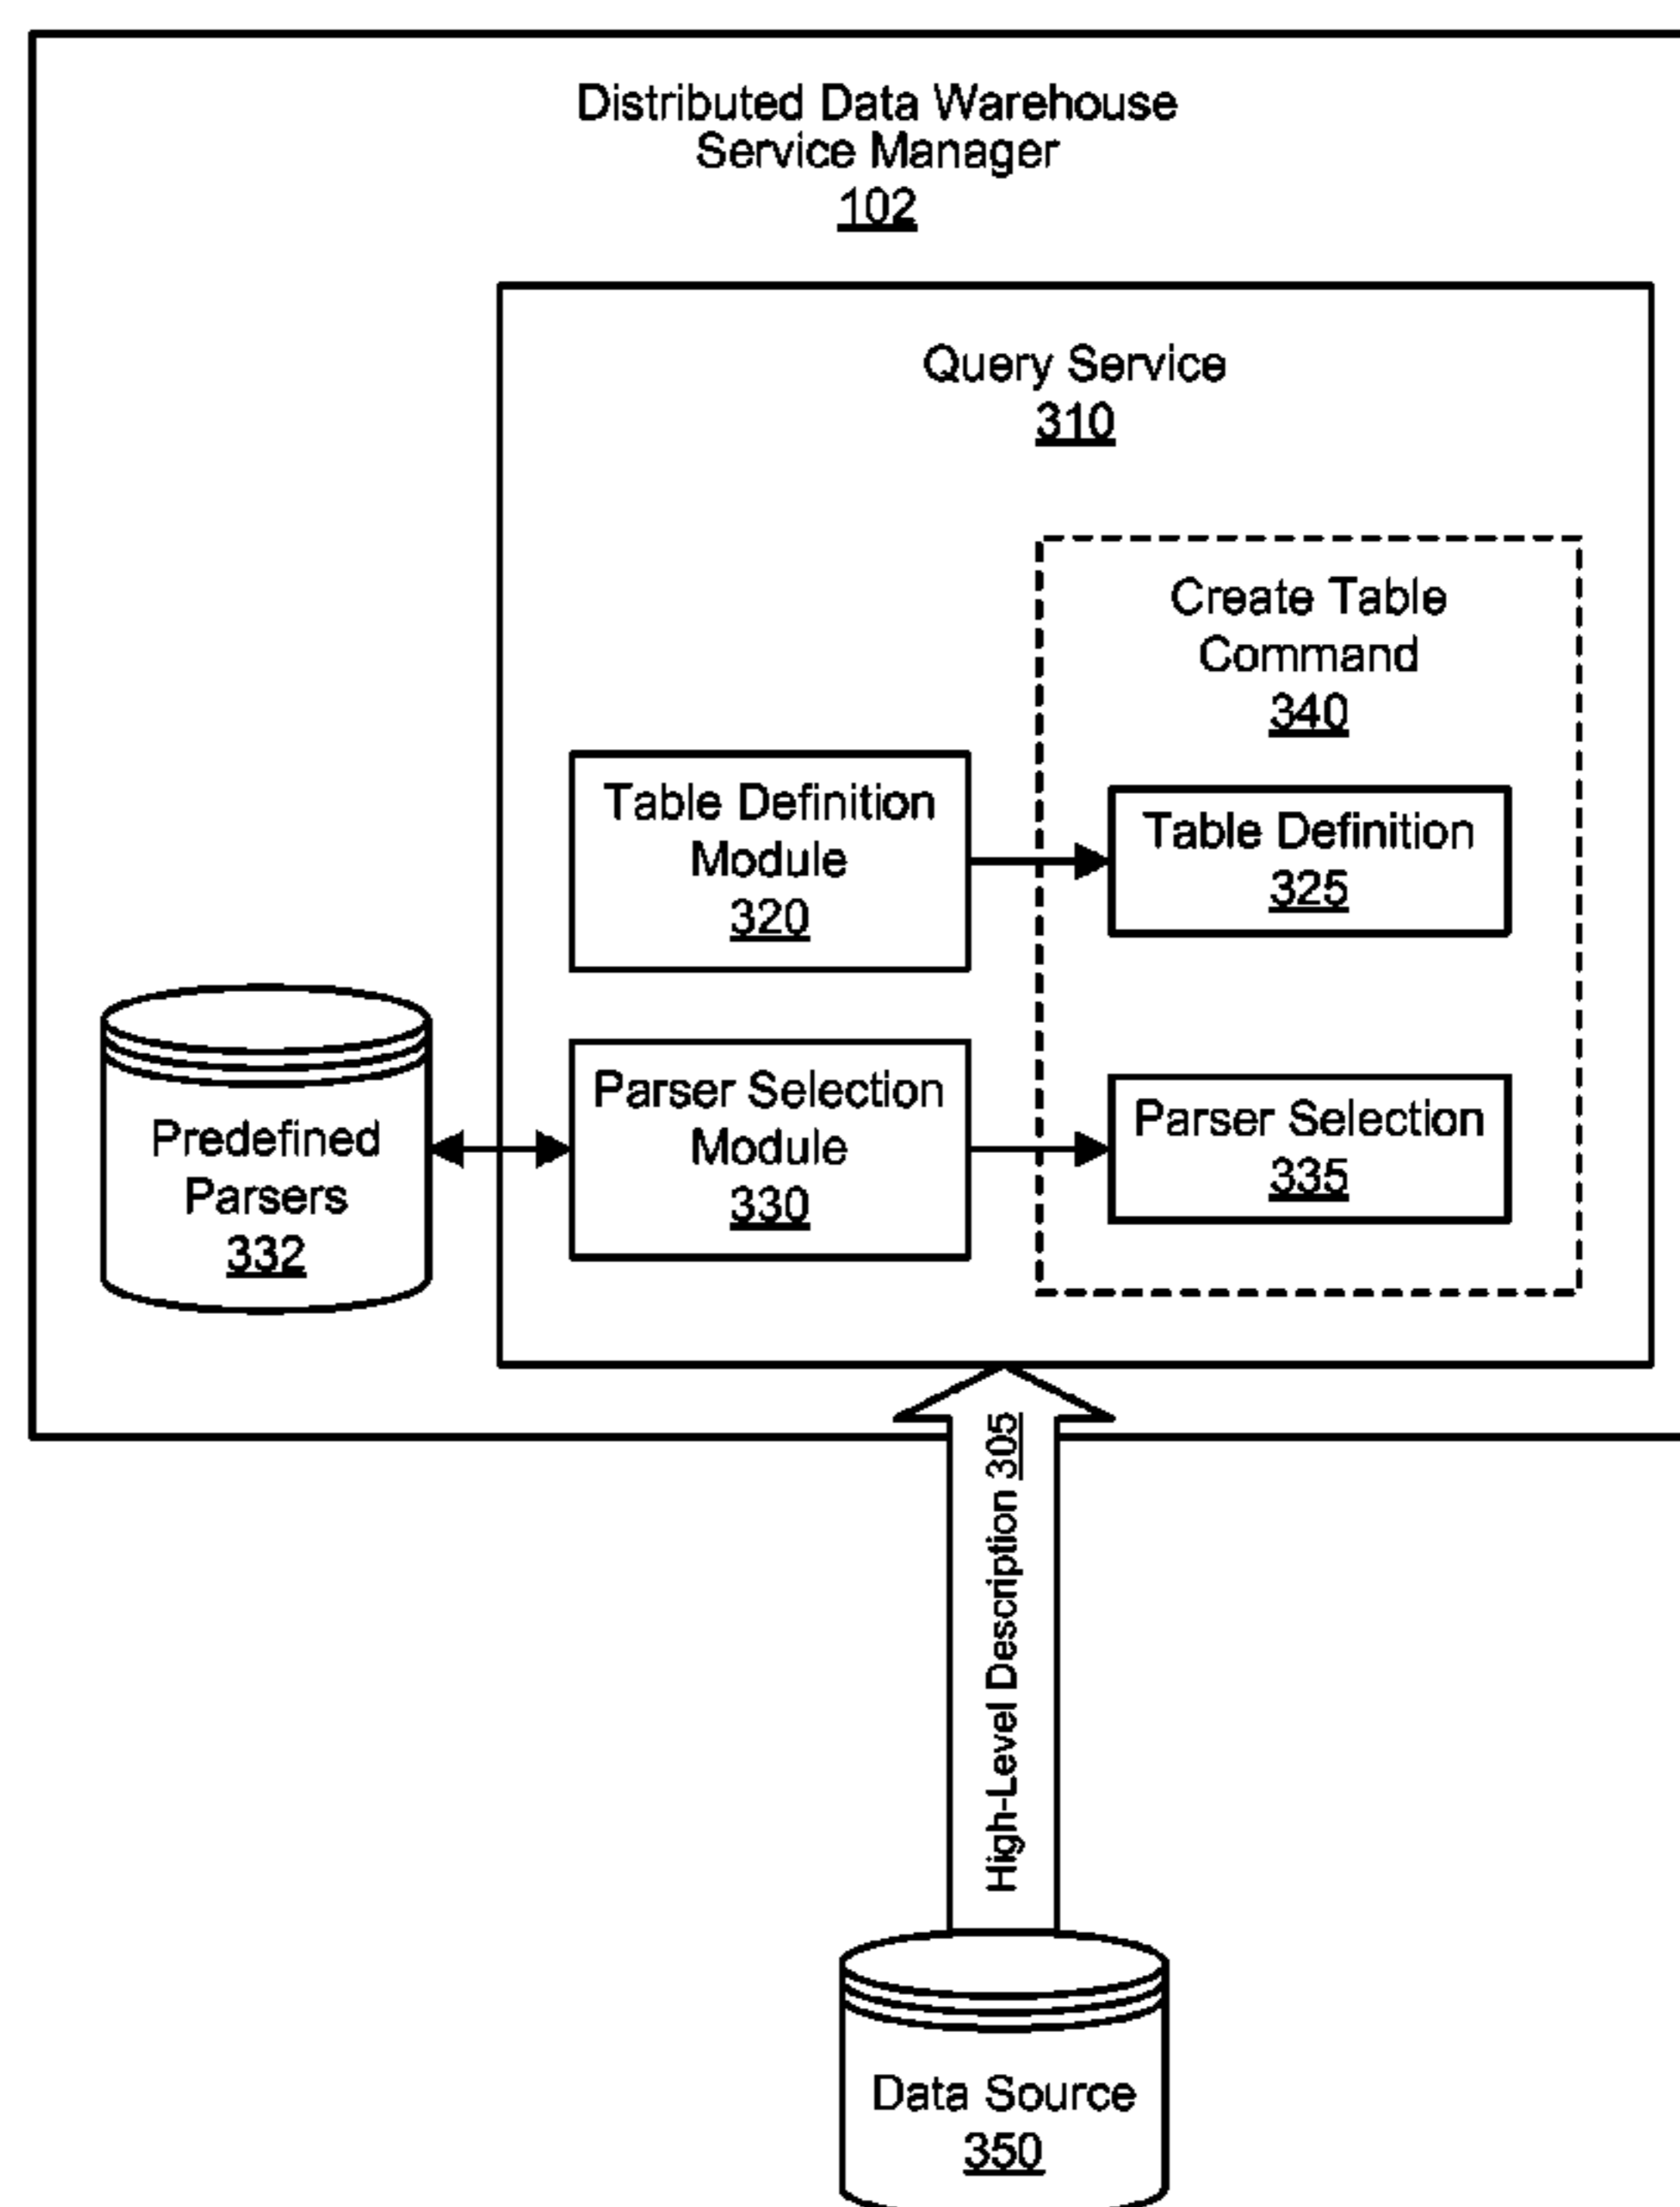 Distributed Data Warehouse
Service Manager
102
Query Service
310
Create Table
Command
340
Table Definition
Module
320
Table Definition
325
Predefined
Parsers
332
Parser Selection
Module
330
Parser Selection
335
High-Level Description 305
Data Source
350